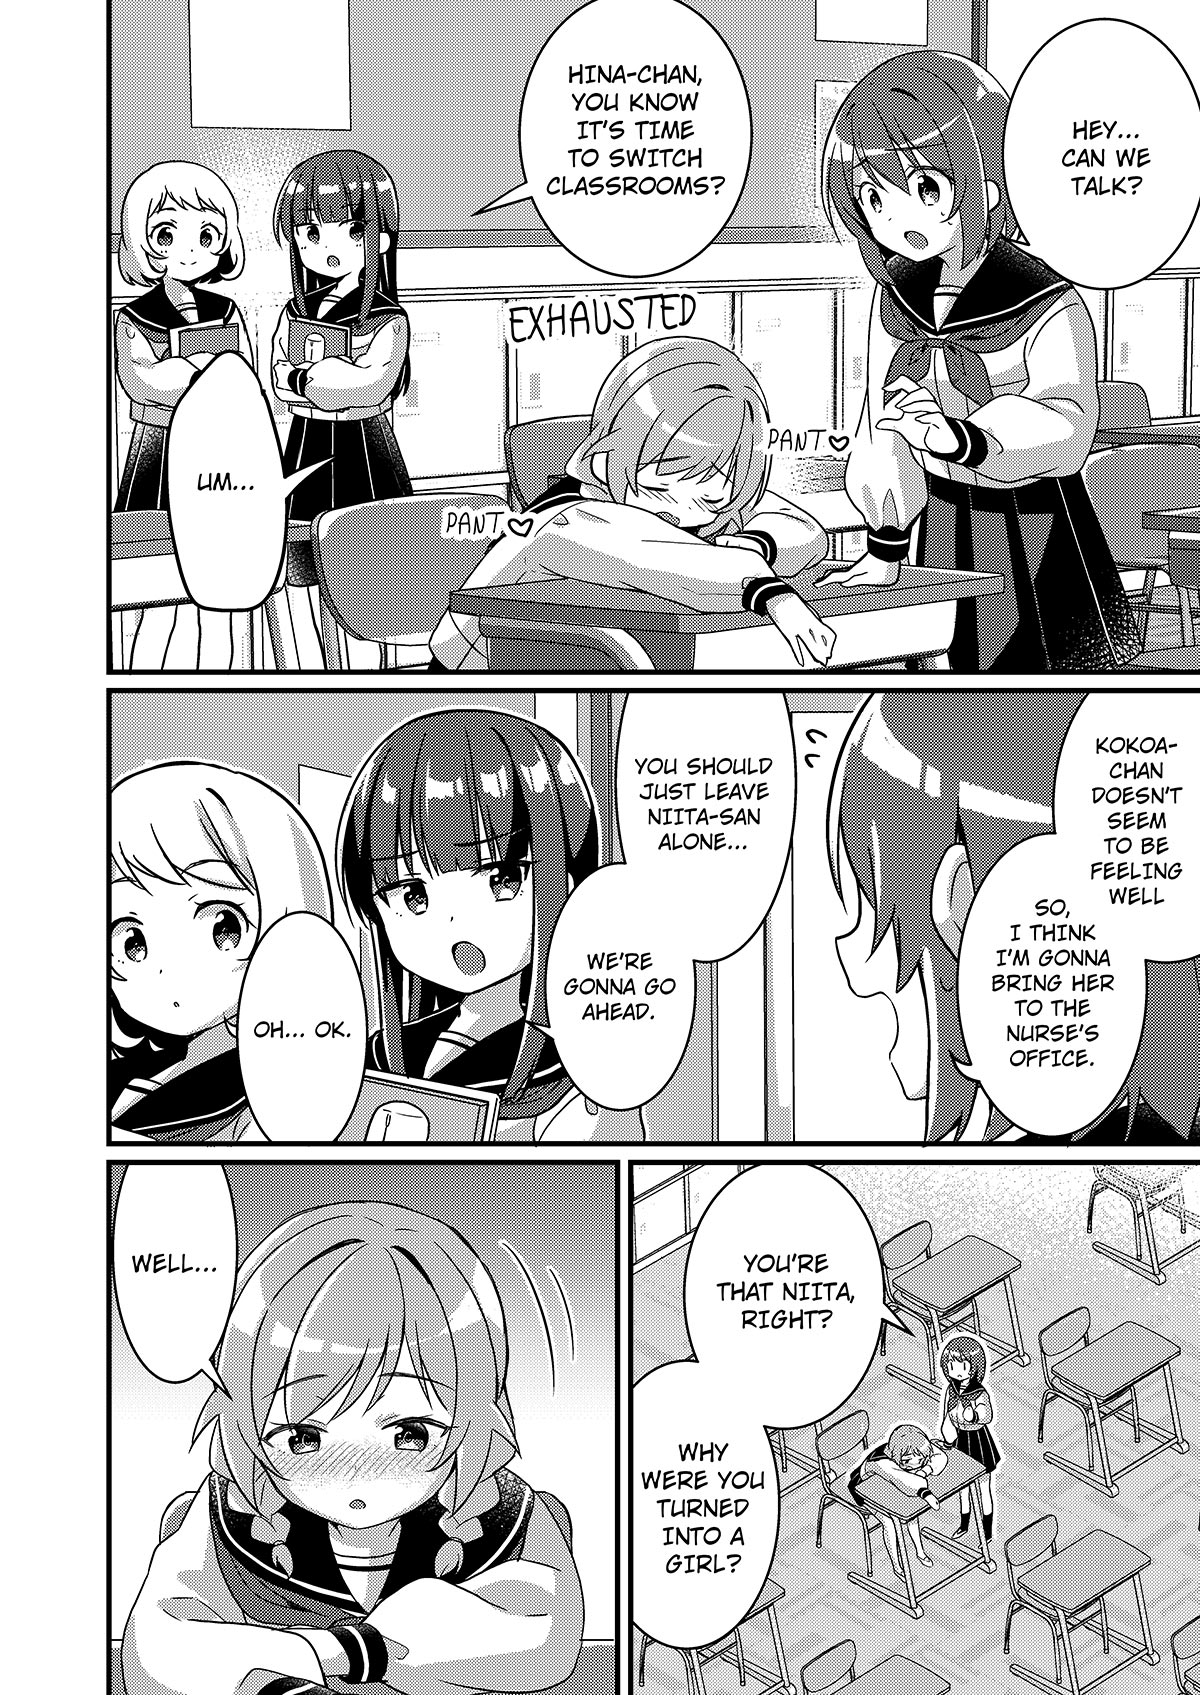 HEY...
CAN WE
TALK?
HINA-CHAN,
YOU KNOW
IT'S TIME
TO SWITCH
CLASSROOMS?
EXHAUSTED
PANT ♡
PANT ♡
UM...
KOKOA-
CHAN
DOESN'T
SEEM
TO BE
FEELING
WELL
SO,
I THINK
I'M GONNA
BRING HER
TO THE
NURSE'S
OFFICE.
YOU SHOULD
JUST LEAVE
NIITA-SAN
ALONE...
WE'RE
GONNA GO
AHEAD.
OH... OK.
YOU'RE
THAT NIITA,
RIGHT?
WHY
WERE YOU
TURNED
INTO A
GIRL?
WELL...